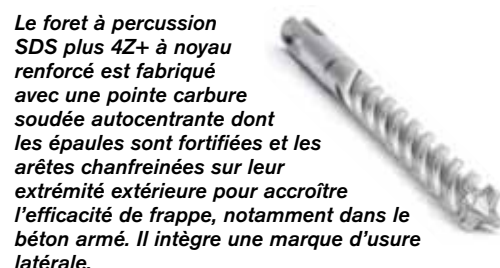 Le foret à percussion
SDS plus 4Z+ à noyau
renforcé est fabriqué
avec une pointe carbure
soudée autocentrante dont
les épaules sont fortifiées et les
arêtes chanfreinées sur leur
extrémité extérieure pour accroître
l’efficacité de frappe, notamment dans le
béton armé. Il intègre une marque d’usure
latérale.